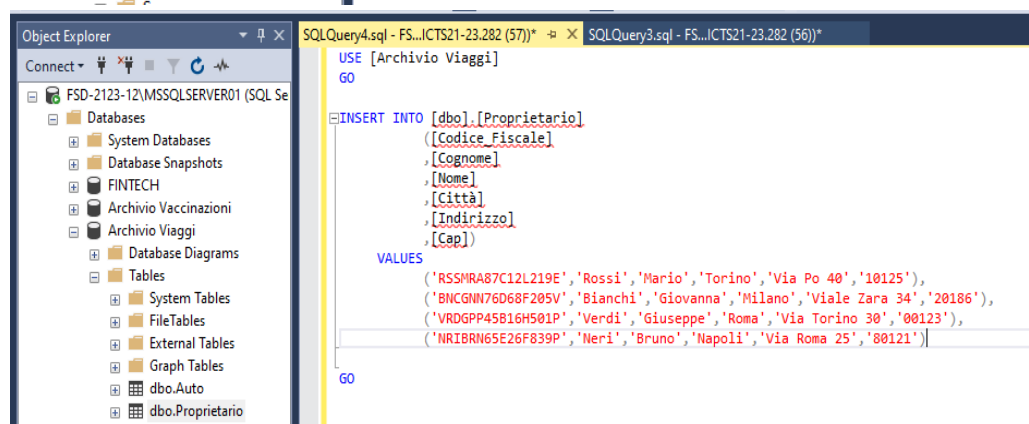 Object Explorer
SQLQuery4.sql - FS...ICTS21-23.282 (57))* SQLQuery3.sql - FS...ICTS21-23.282 (56))*
Connect
FSD-2123-12\MSSQLSERVER01 (SQL Se
Databases
System Databases
Database Snapshots
FINTECH
Archivio Vaccinazioni
Archivio Viaggi
Database Diagrams
Tables
System Tables
FileTables
External Tables
Graph Tables
dbo.Auto
dbo.Proprietario
USE [Archivio Viaggi]
GO
INSERT INTO [dbo].[Proprietario]
([Codice_Fiscale]
,[Cognome]
,[Nome]
,[Città]
,[Indirizzo]
,[Cap])
VALUES
('RSSMRA87C12L219E','Rossi','Mario','Torino','Via Po 40','10125'),
('BNCGNN76D68F205V','Bianchi','Giovanna','Milano','Viale Zara 34','20186'),
('VRDGPP45B16H501P','Verdi','Giuseppe','Roma','Via Torino 30','00123'),
('NRIBRN65E26F839P','Neri','Bruno','Napoli','Via Roma 25','80121')
GO